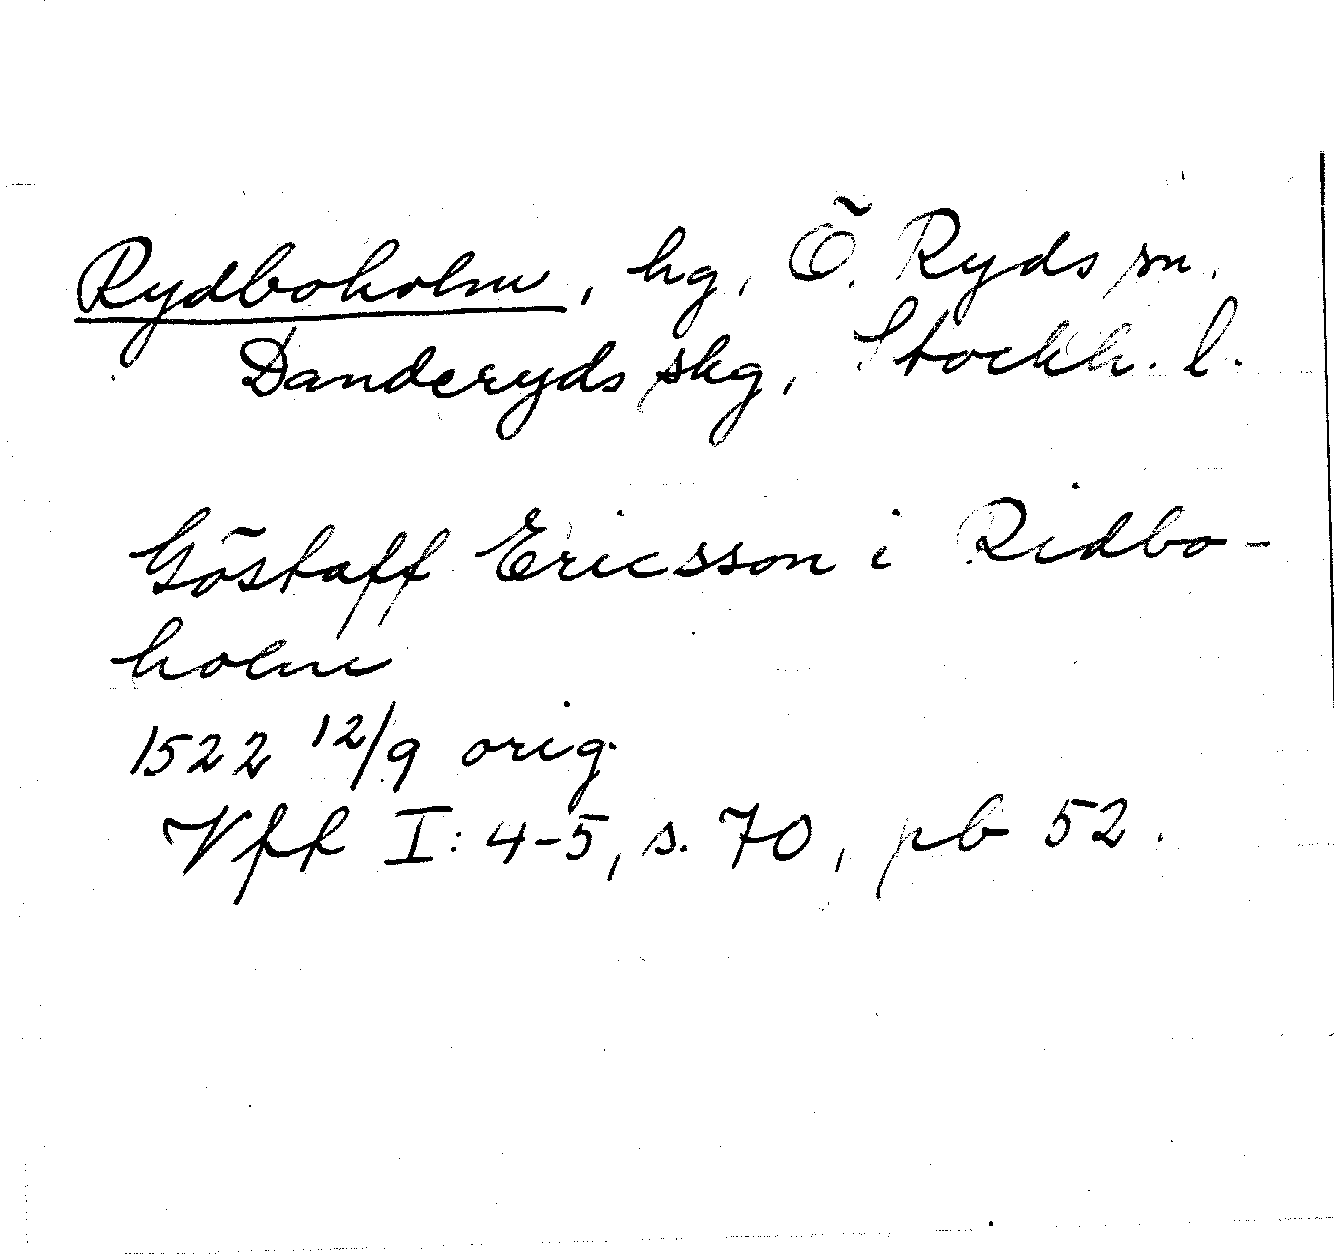 Rydboholm, hg, Ö. Ryds sn.
Danderyds skg, Stockh. l.
Göstaff Ericsson i Ridbo-
holm
1522 12/9 orig.
Vff I: 4-5, s. 70, pb 52.